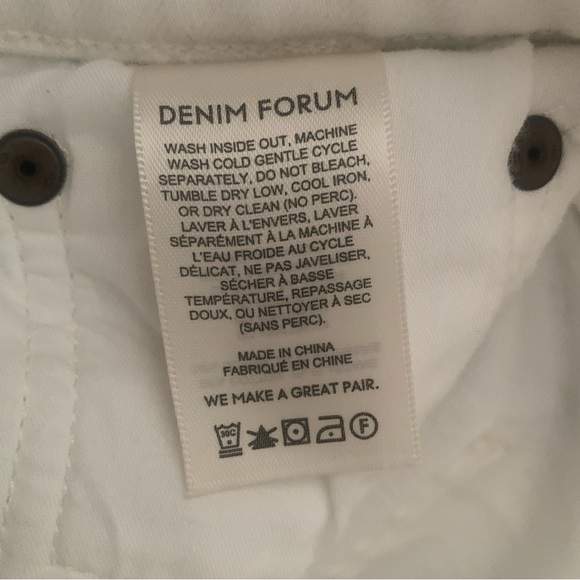 DENIM FORUM
WASH INSIDE OUT, MACHINE
WASH COLD GENTLE CYCLE
SEPARATELY, DO NOT BLEACH,
TUMBLE DRY LOW, COOL IRON,
OR DRY CLEAN (NO PERC).
LAVER À L'ENVERS, LAVER
SÉPARÉMENT À LA MACHINE À
L'EAU FROIDE AU CYCLE
DÉLICAT, NE PAS JAVELISER,
SÉCHER À BASSE
TEMPÉRATURE, REPASSAGE
DOUX, OU NETTOYER À SEC
(SANS PERC).
MADE IN CHINA
FABRIQUÉ EN CHINE
WE MAKE A GREAT PAIR.
30C F